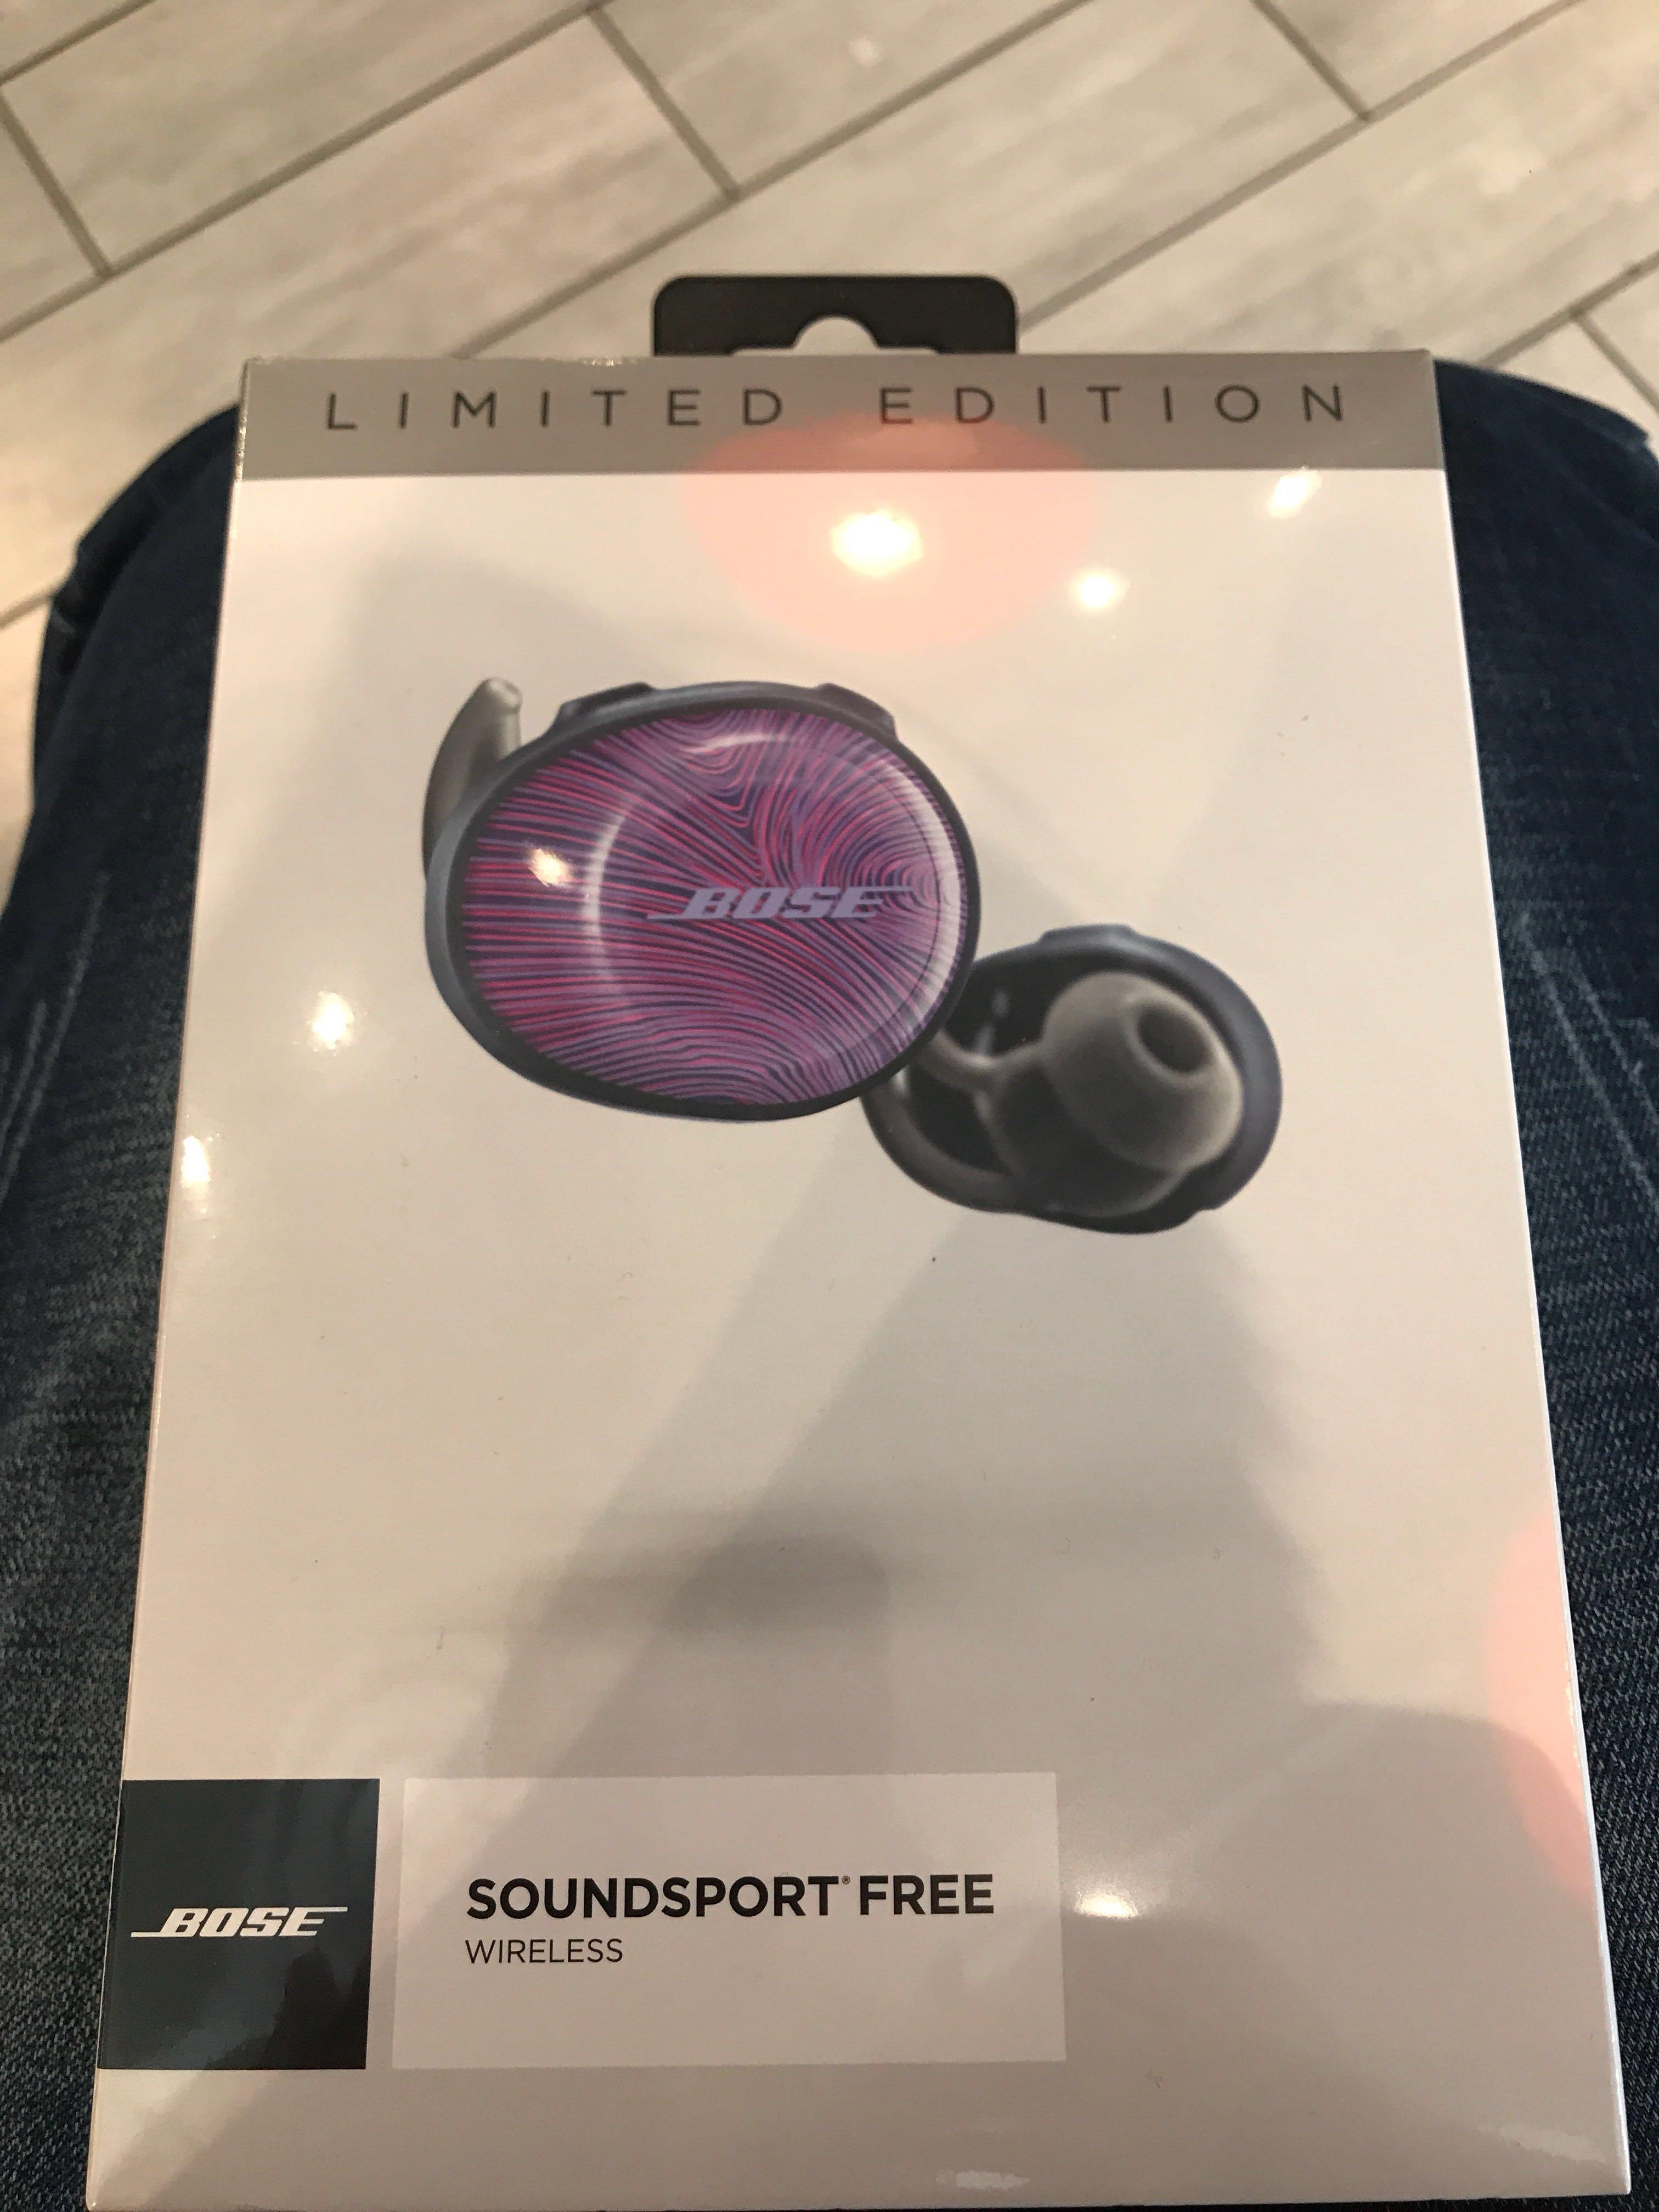 LIMITED EDITION
BOSE
BOSE
SOUNDSPORT® FREE
WIRELESS